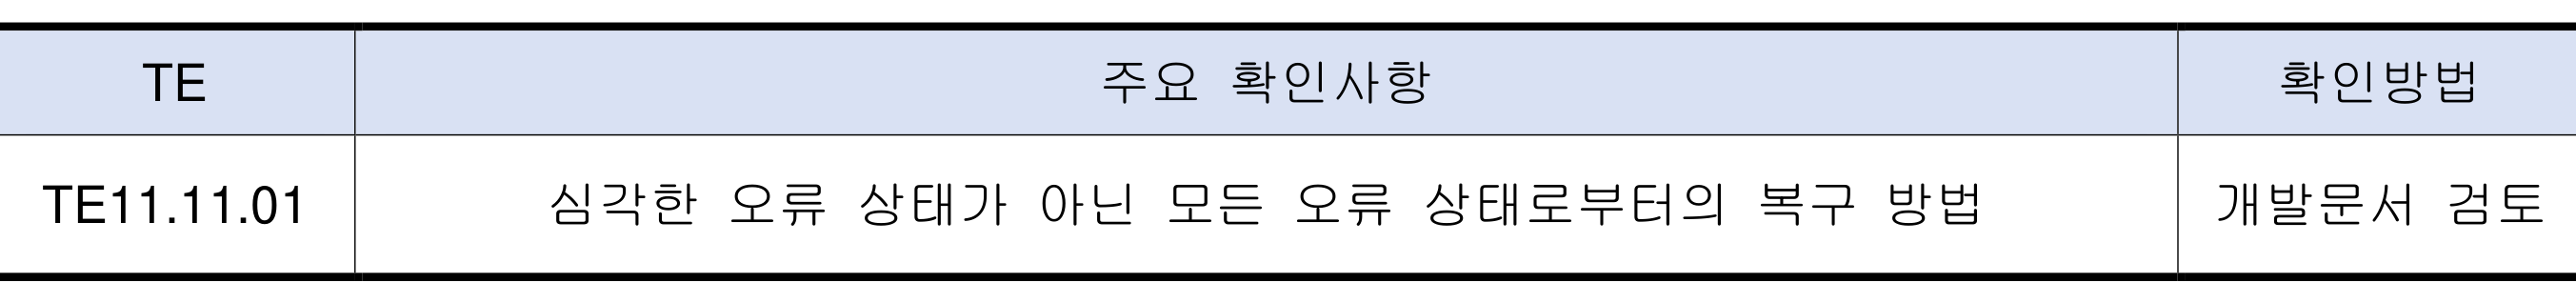 TE 주요 확인사항 확인방법
TE11.11.01 심각한 오류 상태가 아닌 모든 오류 상태로부터의 복구 방법 개발문서 검토